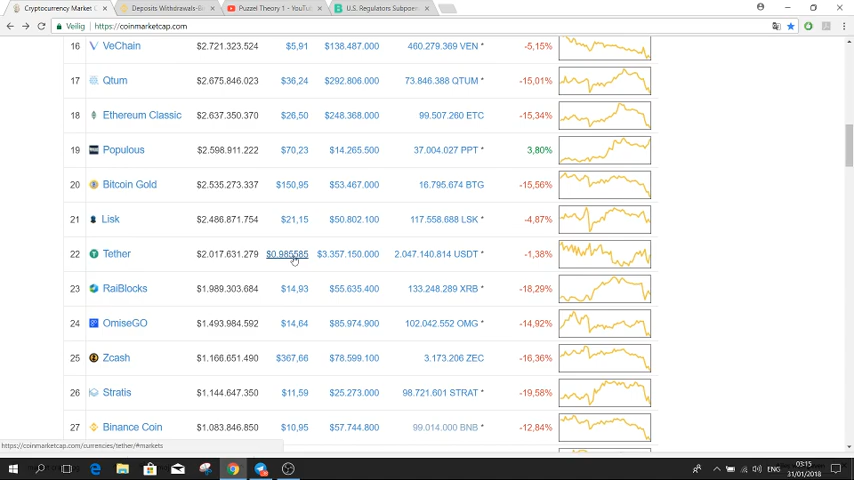 Cryptocurrency Market C
Deposits Withdrawals-B
Puzzel Theory 1 - YouTu
U.S. Regulators Subpoen
Veilig
https://coinmarketcap.com
16 VeChain $2.721.323.524 $5,91 $138.487.000 460.279.369 VEN * -5,15%
17 Qtum $2.675.846.023 $36,24 $292.806.000 73.846.388 QTUM * -15,01%
18 Ethereum Classic $2.637.350.370 $26,50 $248.368.000 99.507.260 ETC -15,34%
19 Populous $2.598.911.222 $70,23 $14.265.500 37.004.027 PPT * 3,80%
20 Bitcoin Gold $2.535.273.337 $150,95 $53.467.000 16.795.674 BTG -15,56%
21 Lisk $2.486.871.754 $21,15 $50.802.100 117.558.688 LSK * -4,87%
22 Tether $2.017.631.279 $0,985585 $3.357.150.000 2.047.140.814 USDT * -1,38%
23 RaiBlocks $1.989.303.684 $14,93 $55.635.400 133.248.289 XRB * -18,29%
24 OmiseGO $1.493.984.592 $14,64 $85.974.900 102.042.552 OMG * -14,92%
25 Zcash $1.166.651.490 $367,66 $78.599.100 3.173.206 ZEC -16,36%
26 Stratis $1.144.647.350 $11,59 $25.273.000 98.721.601 STRAT * -19,58%
27 Binance Coin $1.083.846.850 $10,95 $57.744.800 99.014.000 BNB * -12,84%
https://coinmarketcap.com/currencies/tether/#markets
ENG
03:15
31/01/2018